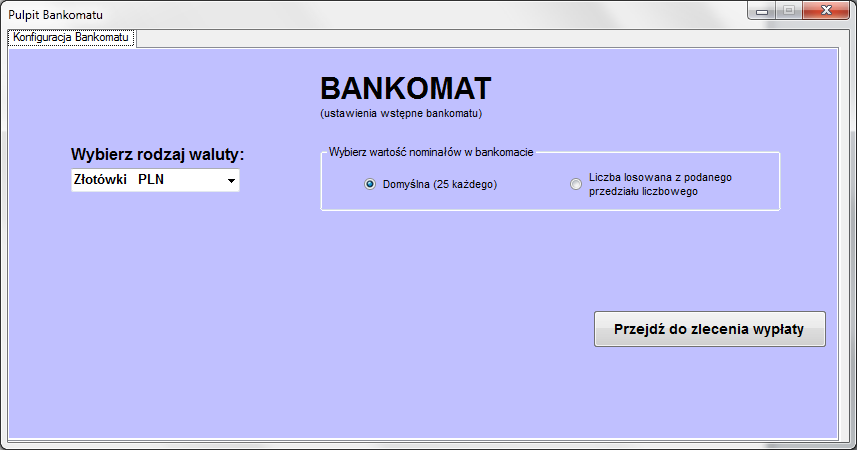 Pulpit Bankomatu
Konfiguracja Bankomatu
BANKOMAT
(ustawienia wstępne bankomatu)
Wybierz rodzaj waluty:
Złotówki PLN
Wybierz wartość nominałów w bankomacie
Domyślna (25 każdego)
Liczba losowana z podanego
przedziału liczbowego
Przejdź do zlecenia wypłaty